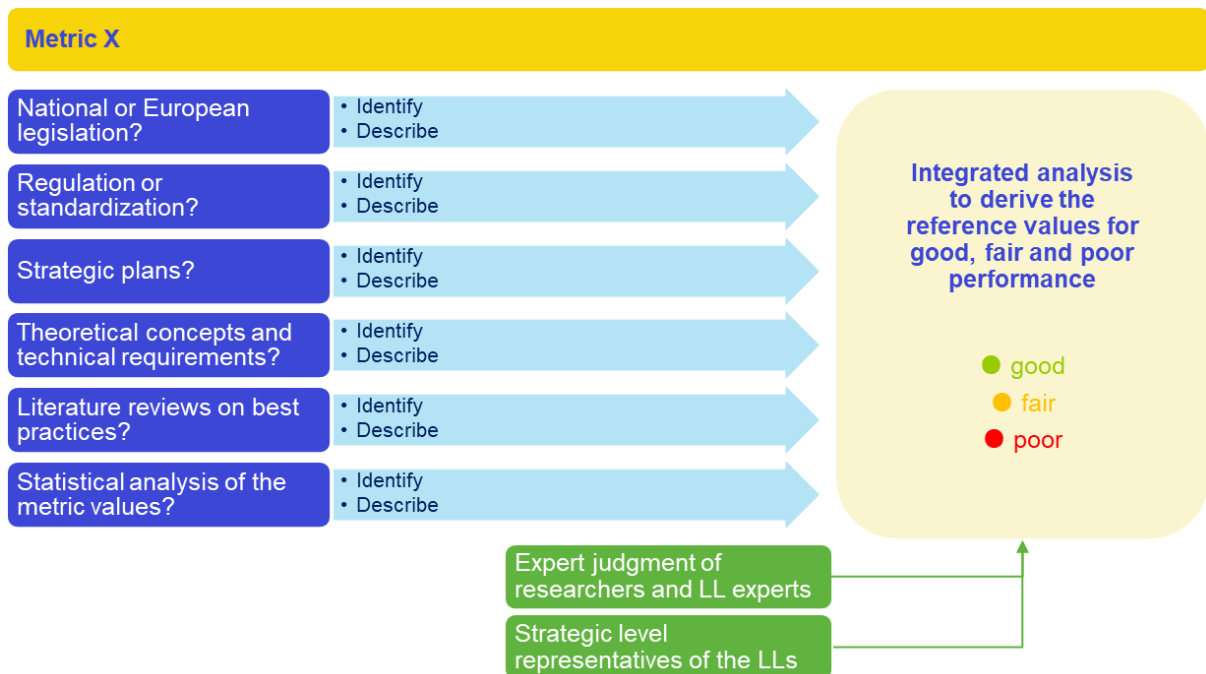 Metric X
National or European
legislation?
• Identify
• Describe
Regulation or
standardization?
• Identify
• Describe
Strategic plans?
• Identify
• Describe
Theoretical concepts and
technical requirements?
• Identify
• Describe
Literature reviews on best
practices?
• Identify
• Describe
Statistical analysis of the
metric values?
• Identify
• Describe
Integrated analysis
to derive the
reference values for
good, fair and poor
performance
good
fair
poor
Expert judgment of
researchers and LL experts
Strategic level
representatives of the LLs